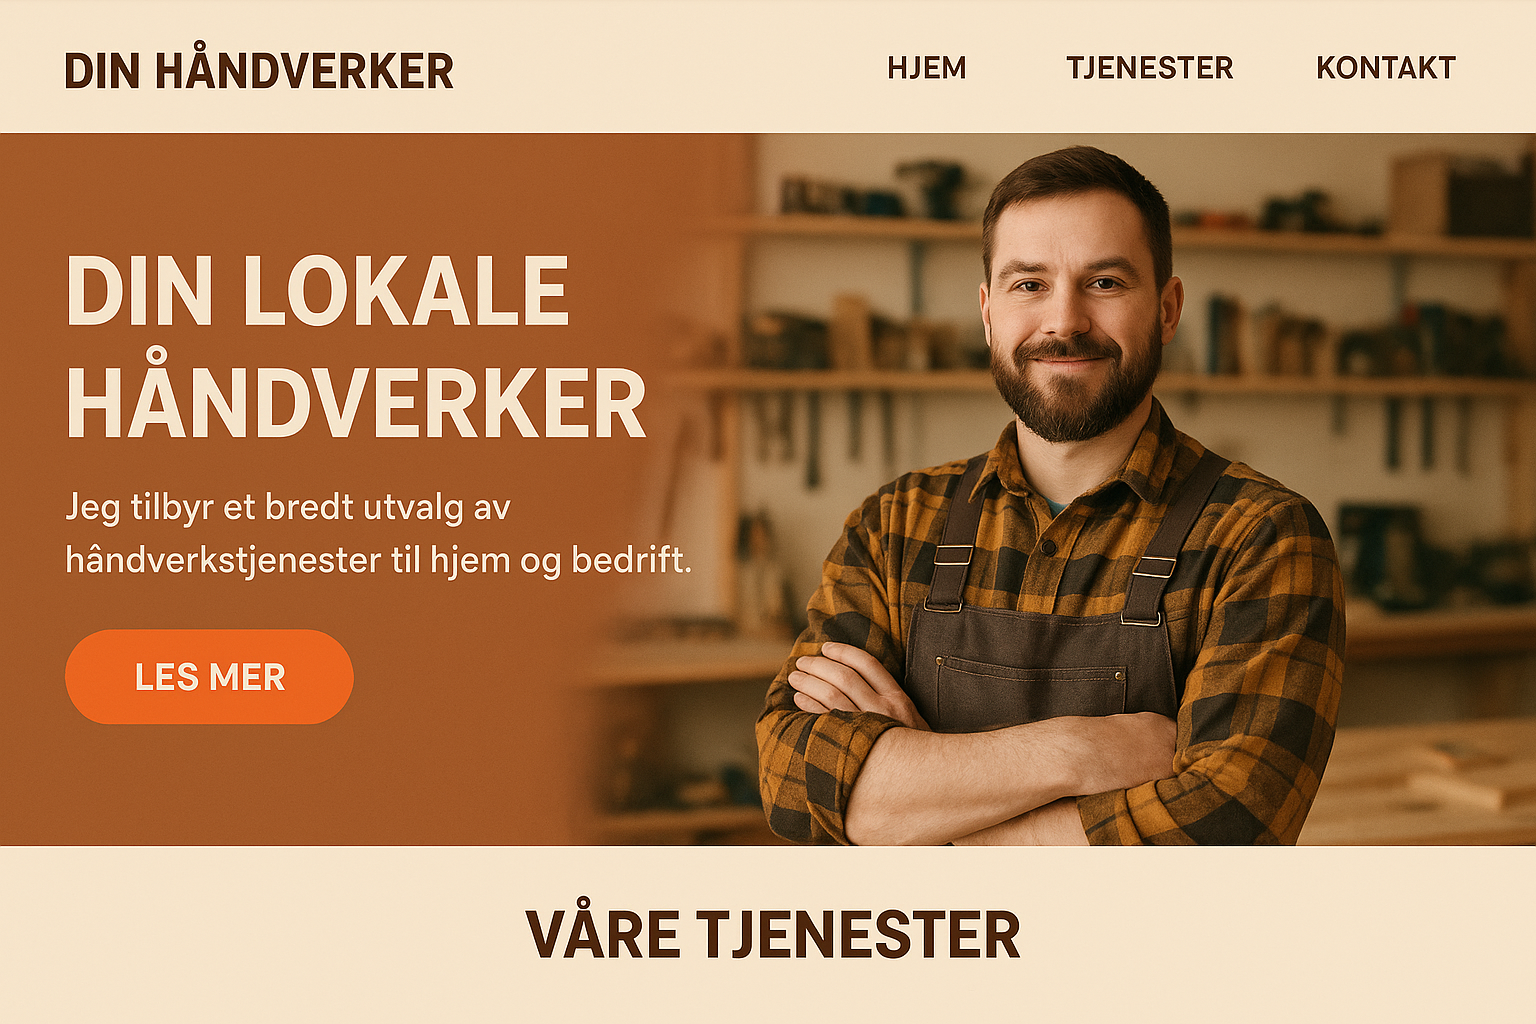 DIN HÅNDVERKER
HJEM TJENESTER KONTAKT
DIN LOKALE
HÅNDVERKER
Jeg tilbyr et bredt utvalg av
hândverkstjenester til hjem og bedrift.
LES MER
VÅRE TJENESTER